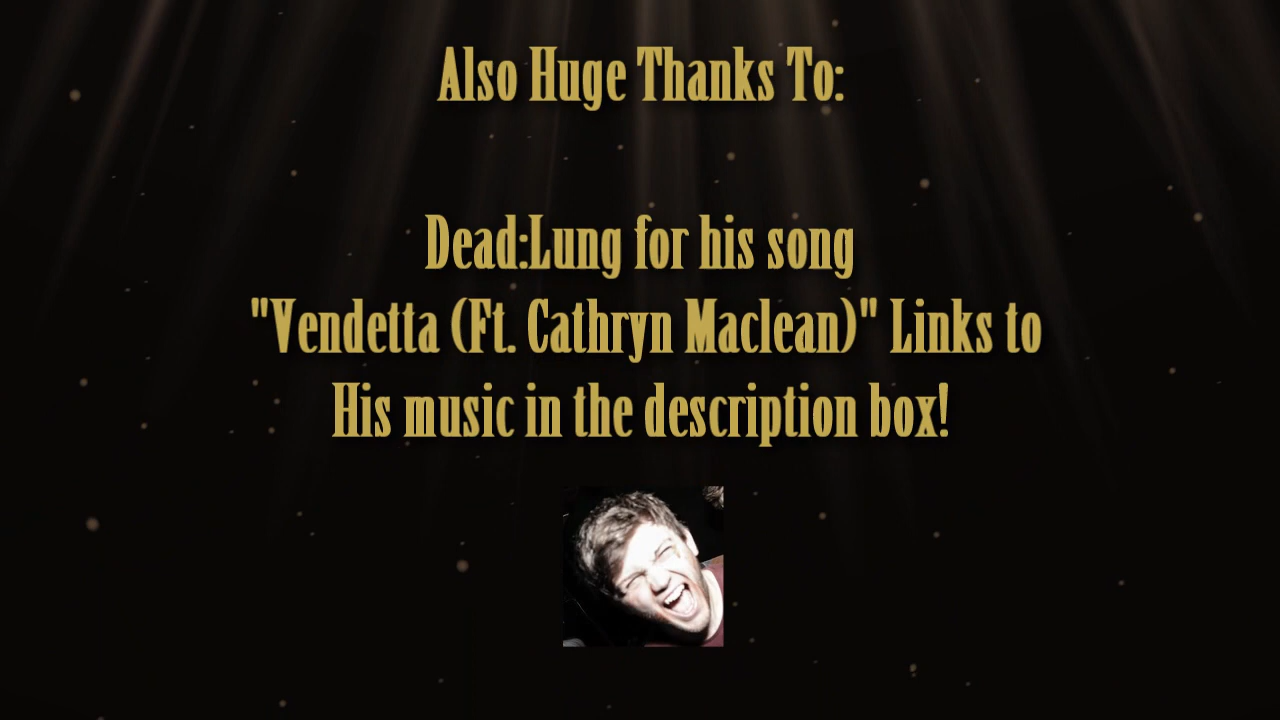 Also Huge Thanks To:
Dead:Lung for his song
"Vendetta (Ft. Cathryn Maclean)" Links to
His music in the description box!